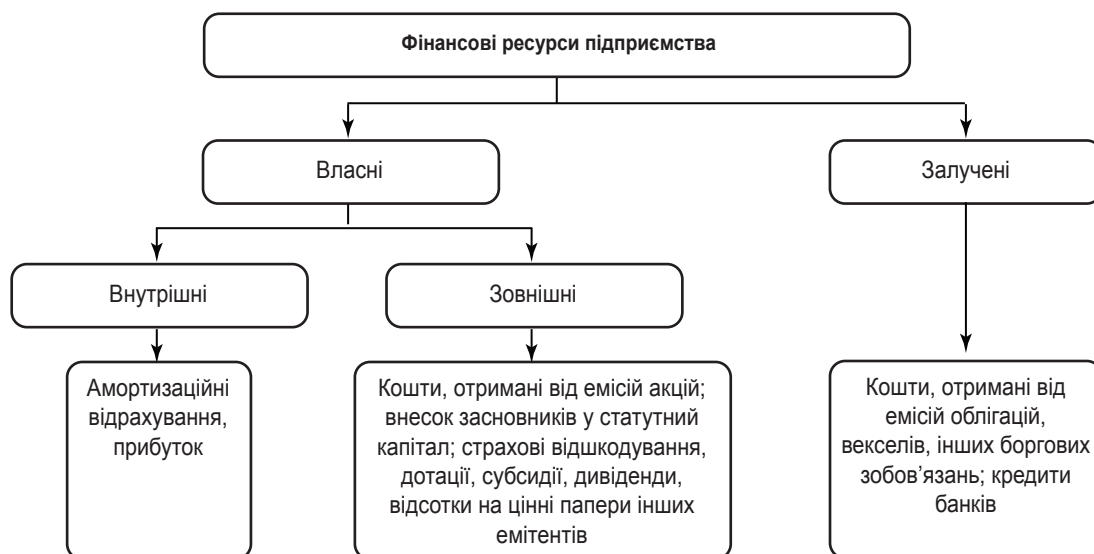 Фінансові ресурси підприємства
Власні
Залучені
Внутрішні
Зовнішні
Амортизаційні
відрахування,
прибуток
Кошти, отримані від емісій акцій;
внесок засновників у статутний
капітал; страхові відшкодування,
дотації, субсидії, дивіденди,
відсотки на цінні папери інших
емітентів
Кошти, отримані від
емісій облігацій,
векселів, інших боргових
зобов’язань; кредити
банків